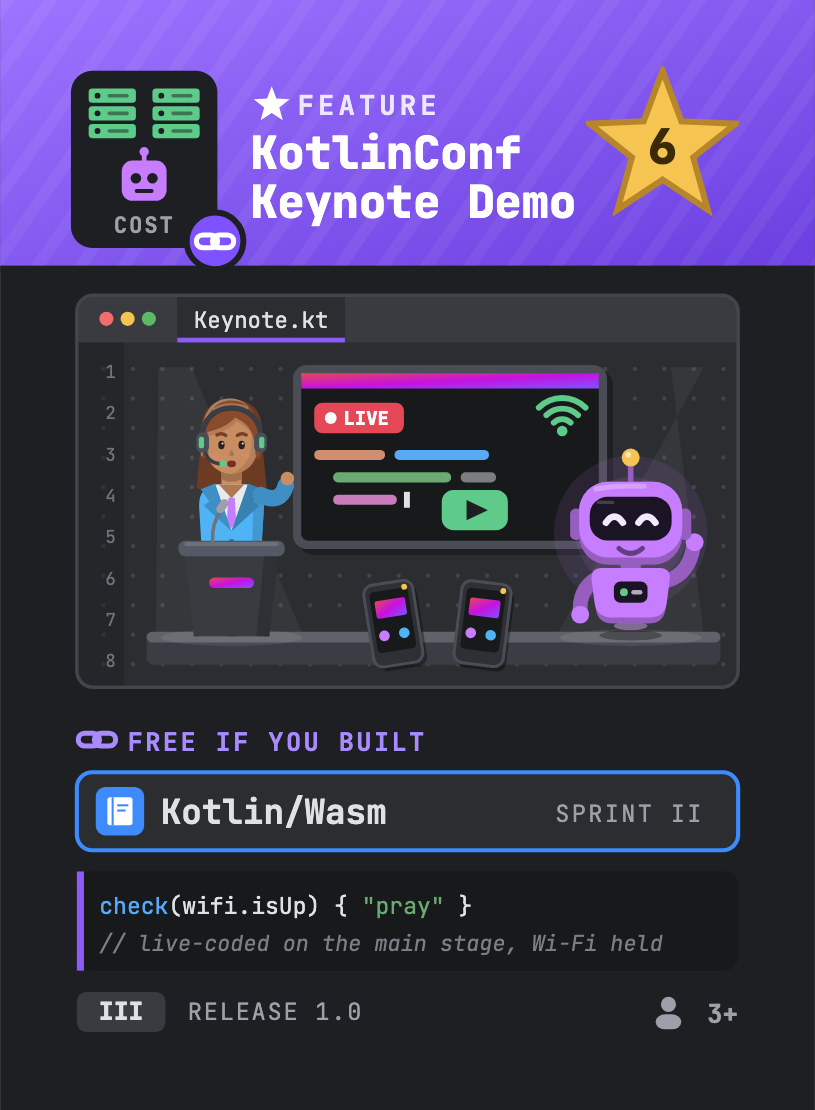 FEATURE
KotlinConf
Keynote Demo
6
COST
Keynote.kt
1
2
3
4
5
6
7
8
LIVE
FREE IF YOU BUILT
Kotlin/Wasm
SPRINT II
check(wifi.isUp) { "pray" }
// live-coded on the main stage, Wi-Fi held
III
RELEASE 1.0
3+